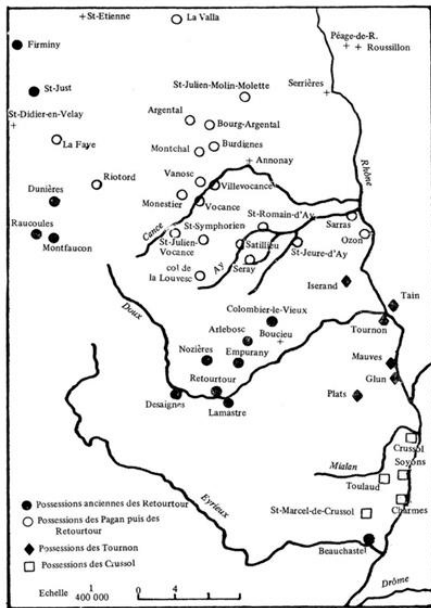 St-Etienne
La Valla
Péage-de-R.
Roussillon
Firminy
St-Just
Serrières
St-Julien-Molin-Molette
St-Didier-en-Velay
Argental
Bourg-Argental
La Faye
Burdignes
Montchal
Annonay
Rhône
Riotord
Vanosc
Villevocance
Dunières
Monestier
Vocance
St-Romain-d'Ay
Sarras
Raucoules
Cance
St-Symphorien
Montfaucon
St-Julien-
Vocance
Satillieu
Ozon
St-Jeure-d'Ay
Ay
Seray
col de
la Louvesc
Iserand
Doux
Colombier-le-Vieux
Tain
Tournon
Arlebosc
Boucieu
Nozières
Empurany
Mauves
Glun
Retourtour
Plats
Desaignes
Lamastre
Crussol
Mialan
Soyons
Toulaud
Eyrieux
St-Marcel-de-Crussol
Charmes
Beauchastel
Drôme
Possessions anciennes des Retourtour
Possessions des Pagan puis des
Retourtour
Possessions des Tournon
Possessions des Crussol
Echelle 1
400 000
0 1 4